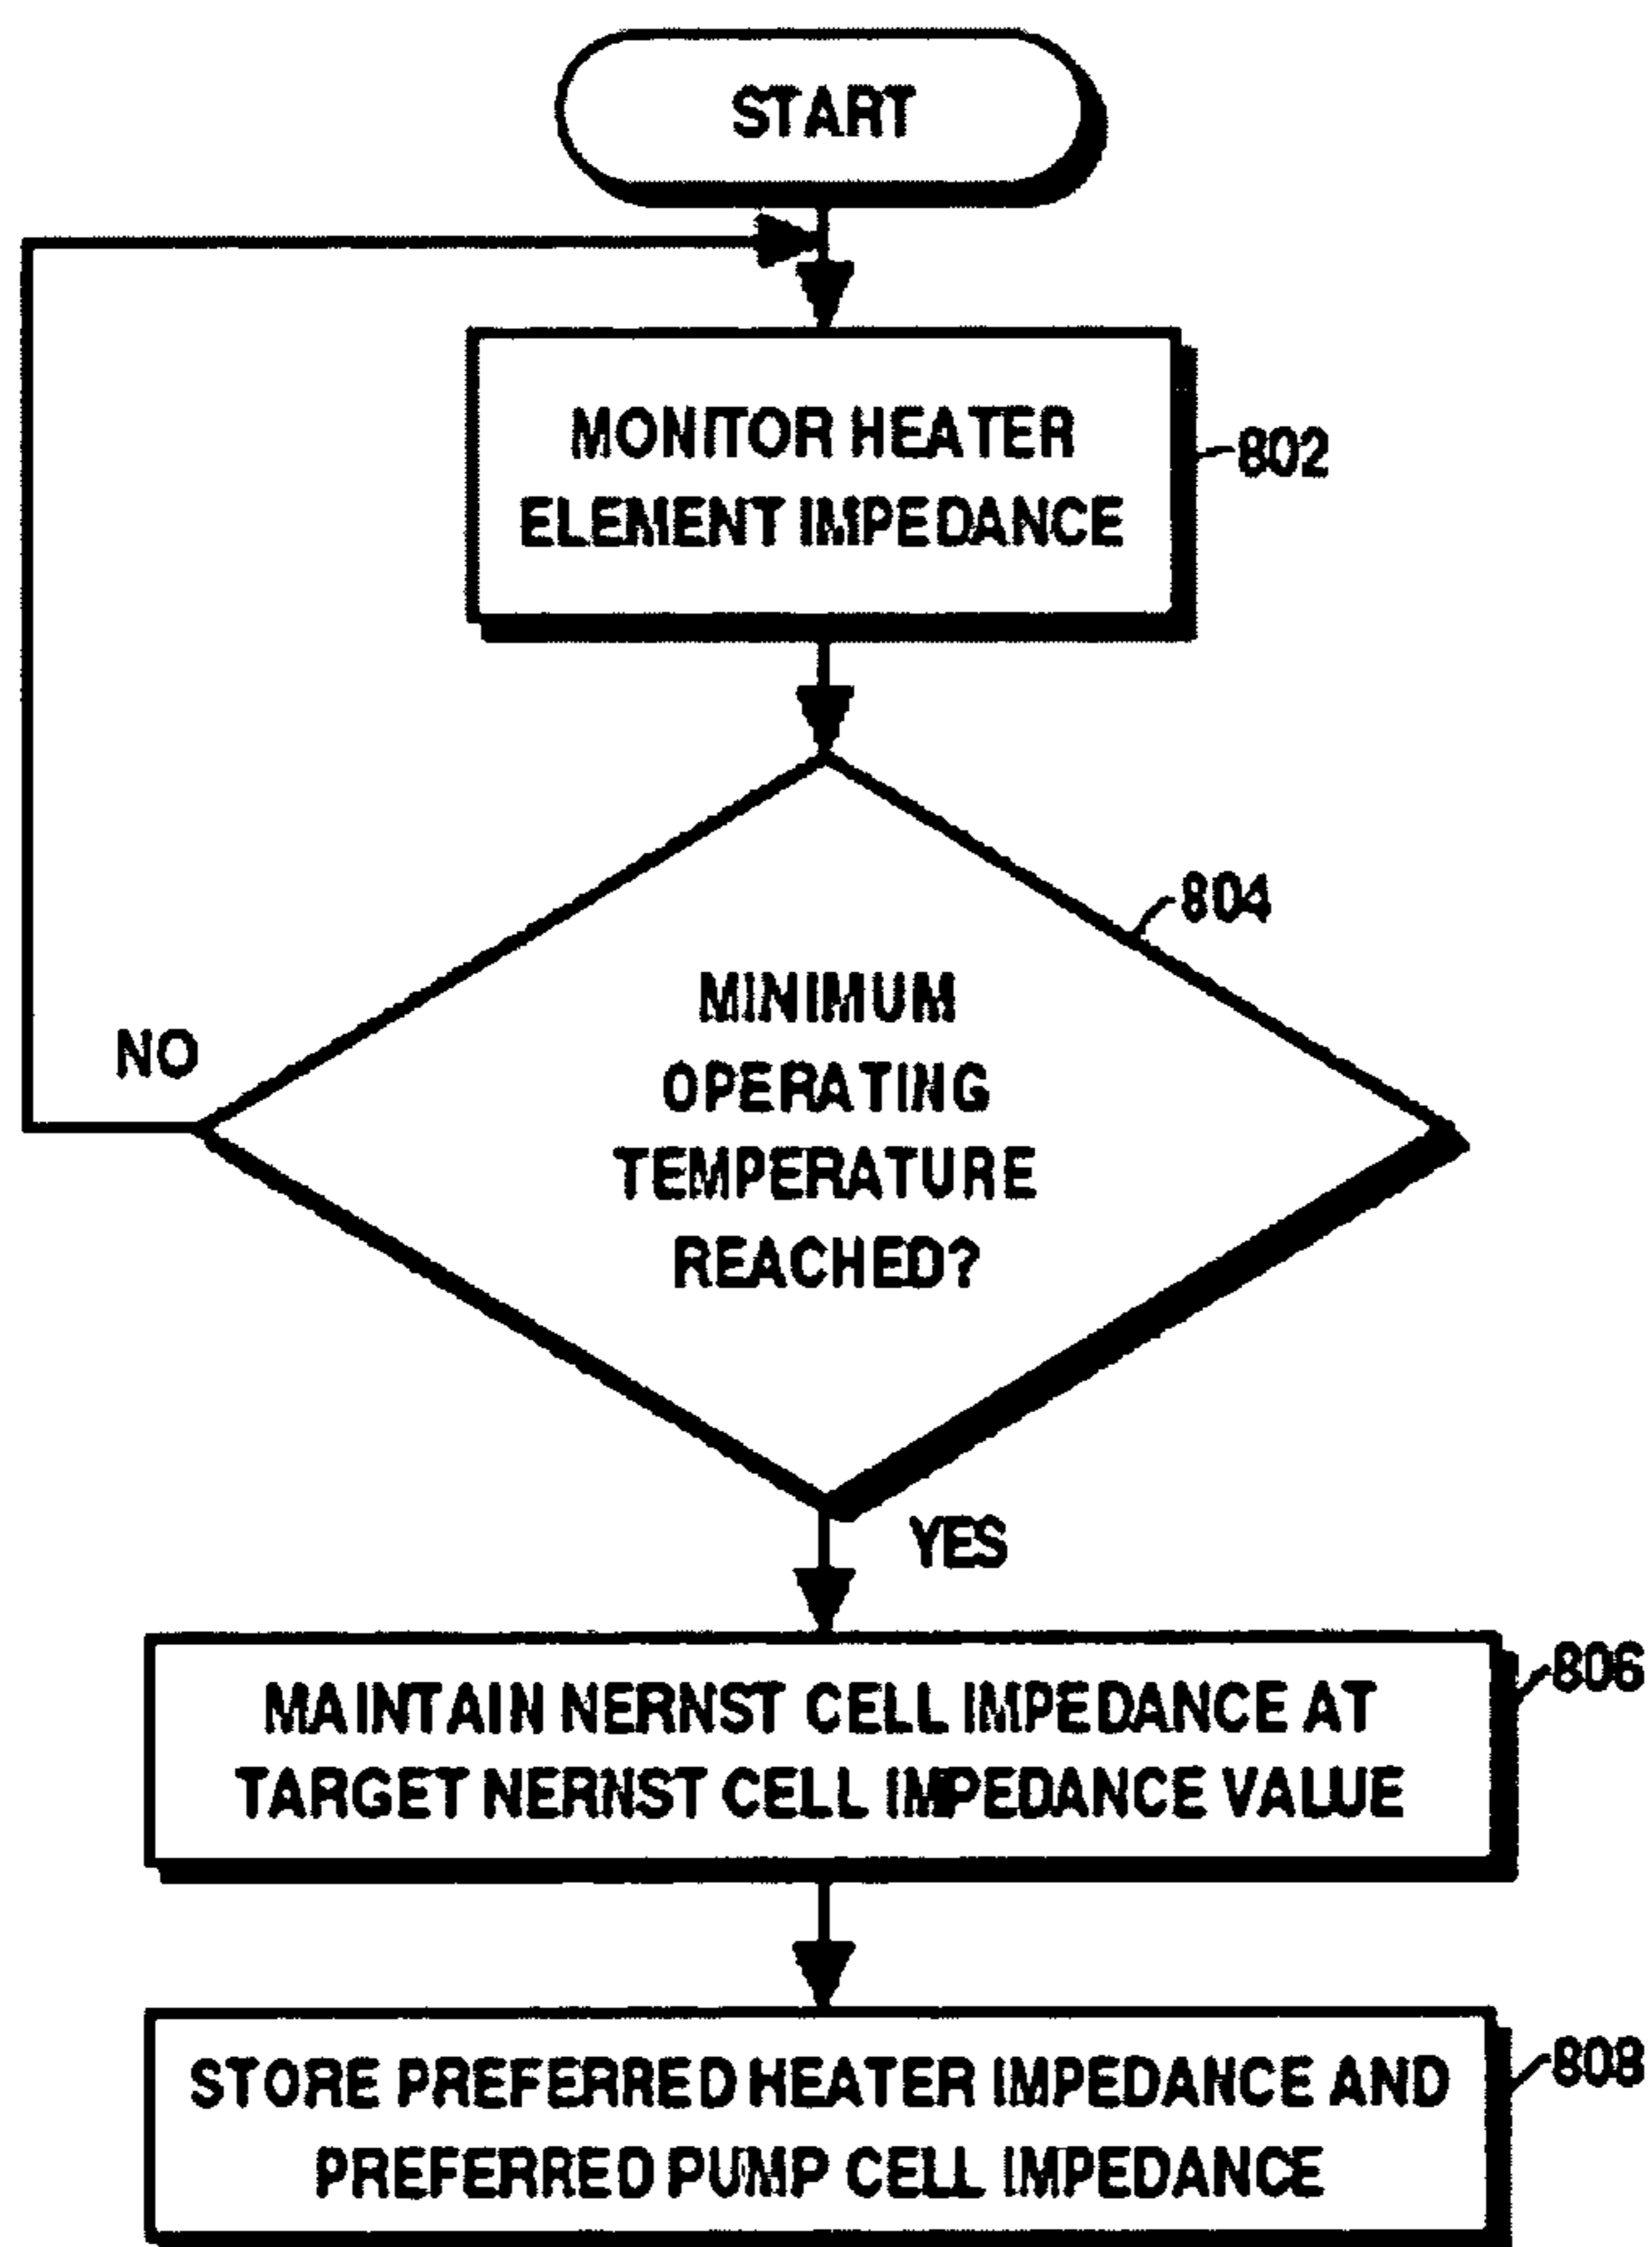 START
MONITOR HEATER
ELEMENT IMPEDANCE
802
804
MINIMUM
OPERATING
TEMPERATURE
REACHED?
NO
YES
MAINTAIN NERNST CELL IMPEDANCE AT
TARGET NERNST CELL IMPEDANCE VALUE
806
STORE PREFERRED HEATER IMPEDANCE AND
PREFERRED PUMP CELL IMPEDANCE
808